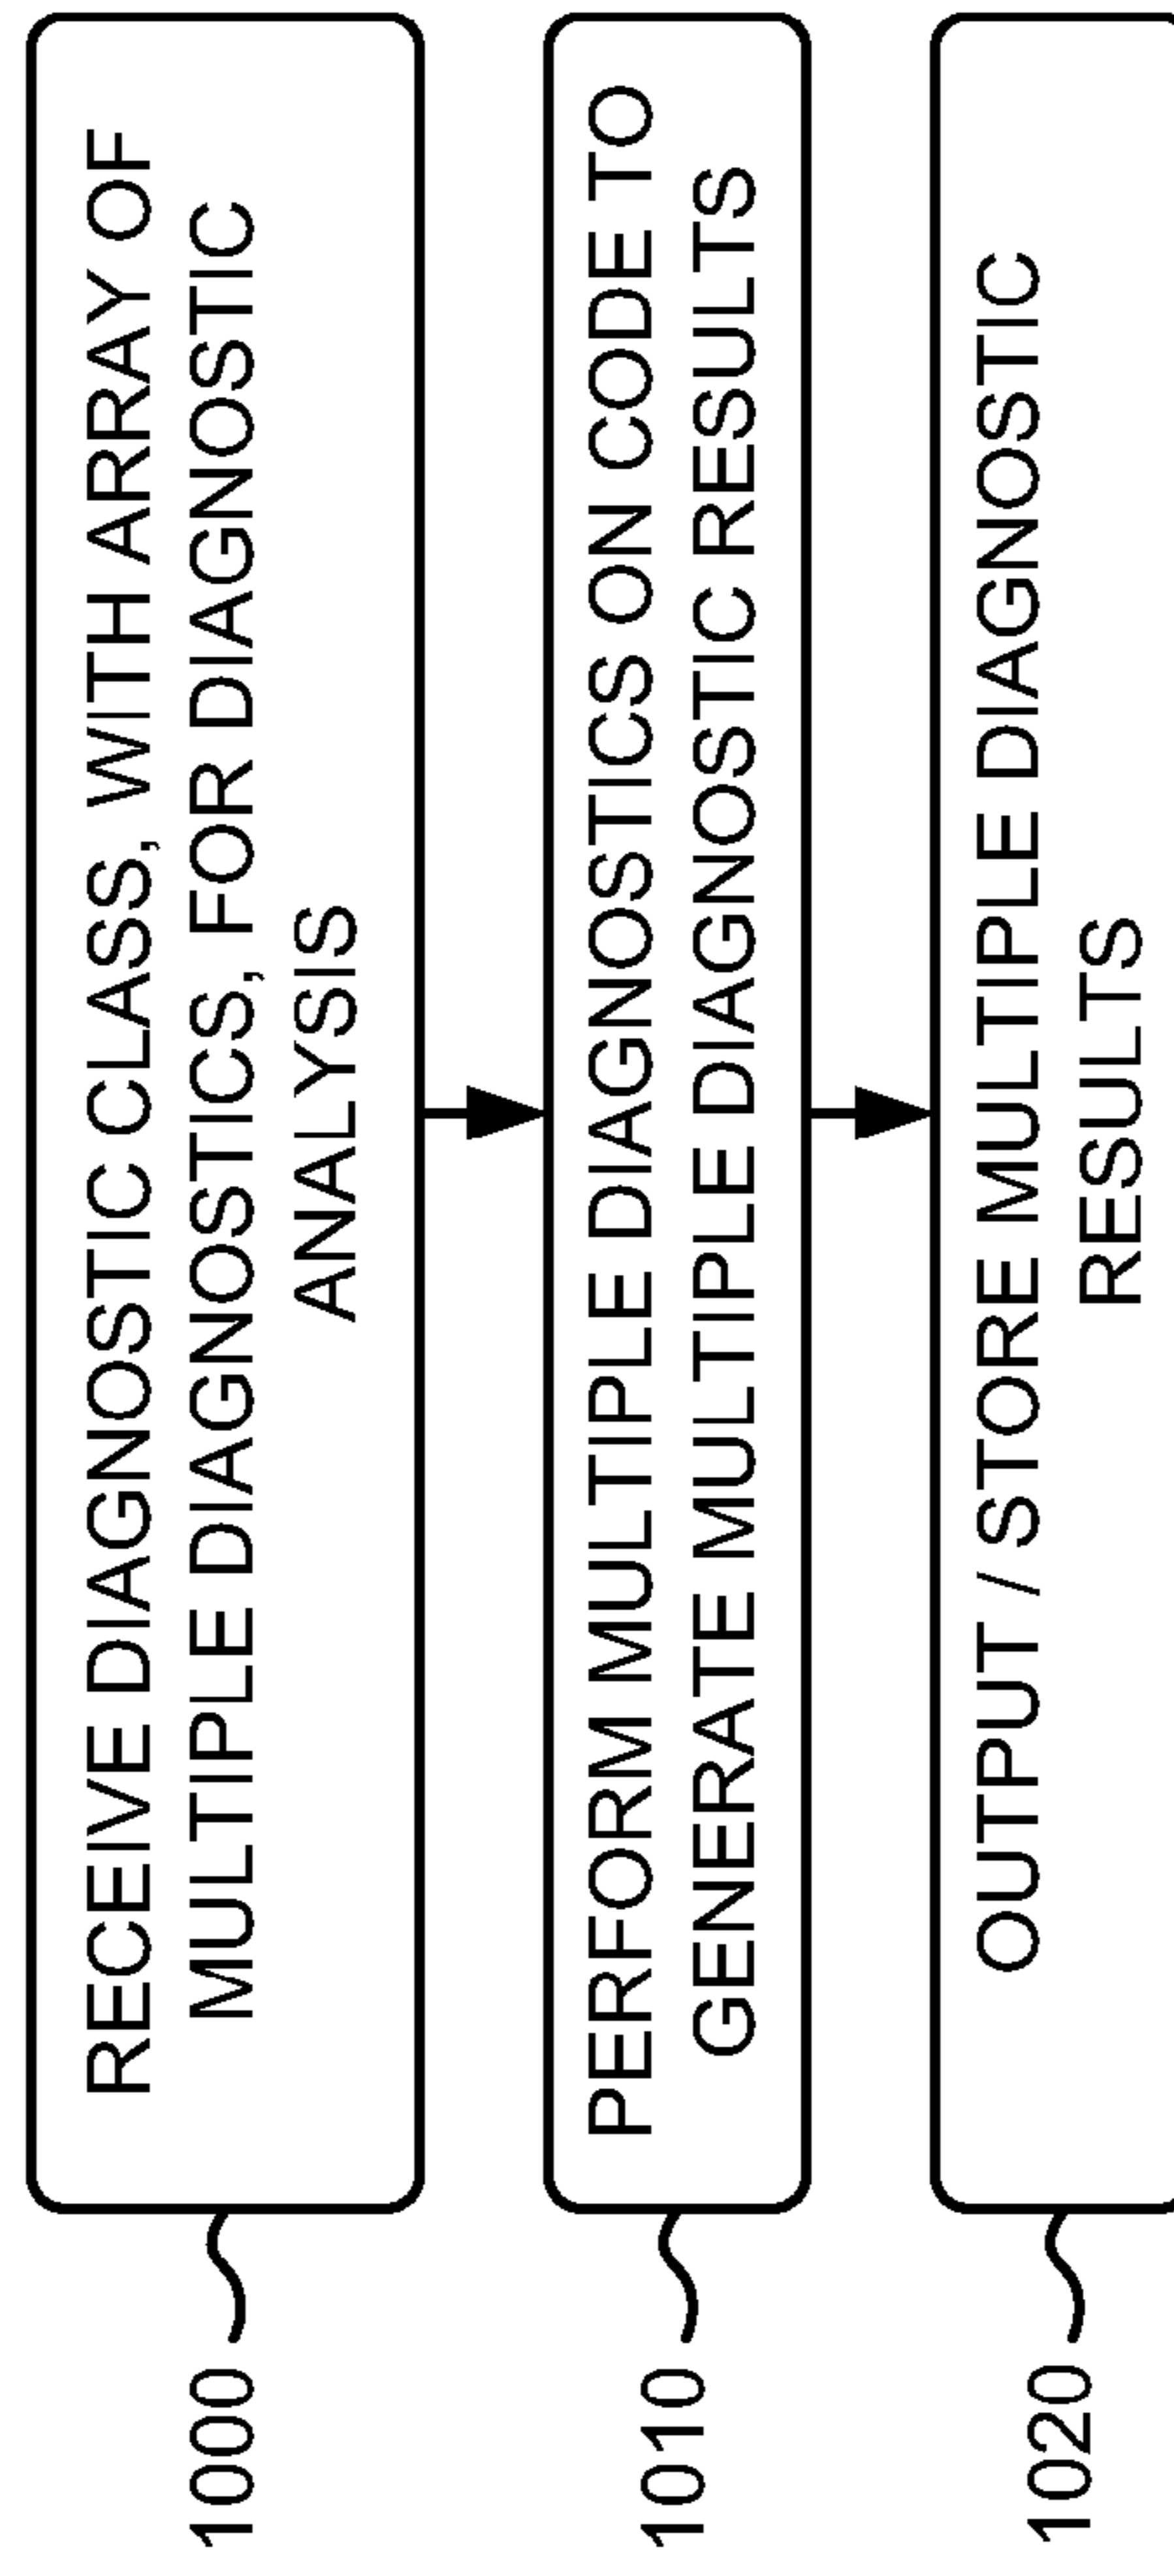 RECEIVE DIAGNOSTIC CLASS, WITH ARRAY OF
MULTIPLE DIAGNOSTICS, FOR DIAGNOSTIC
ANALYSIS
1000
PERFORM MULTIPLE DIAGNOSTICS ON CODE TO
GENERATE MULTIPLE DIAGNOSTIC RESULTS
1010
OUTPUT / STORE MULTIPLE DIAGNOSTIC
RESULTS
1020